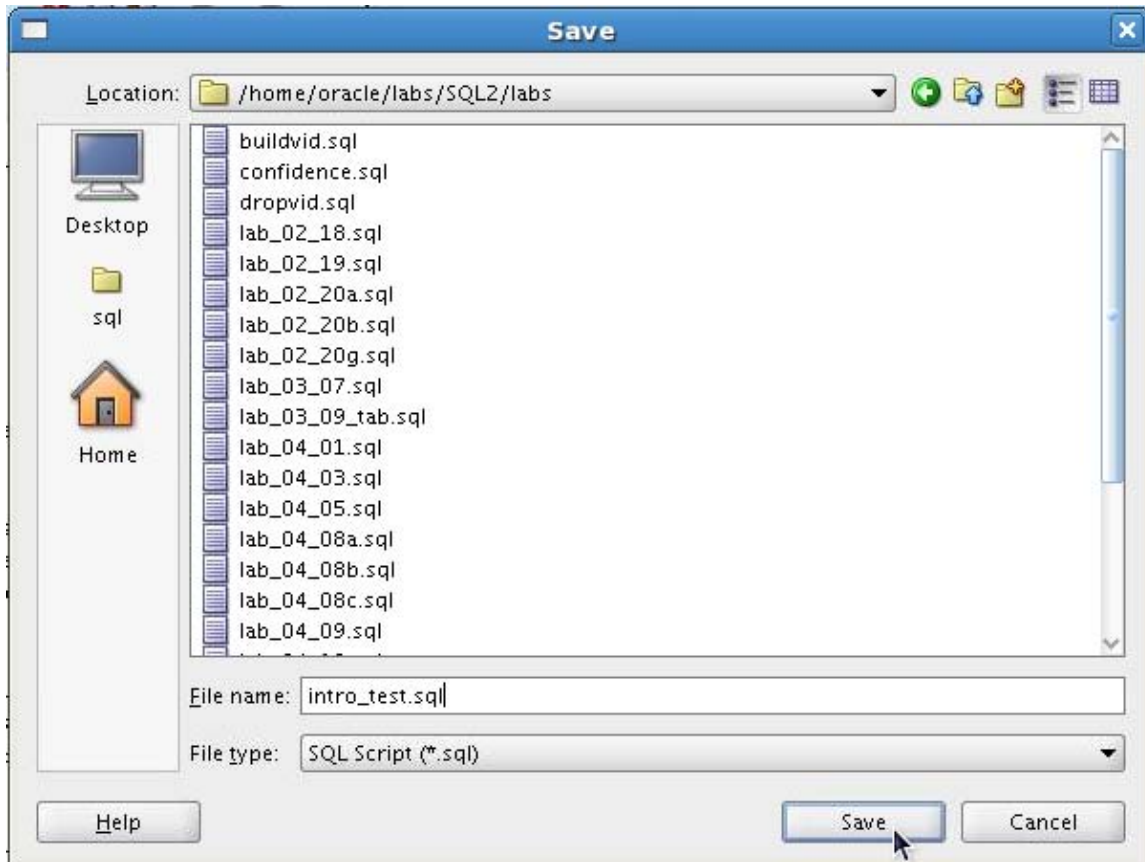 Save
Location: /home/oracle/labs/SQL2/labs
Desktop
sql
Home
buildvid.sql
confidence.sql
dropvid.sql
lab_02_18.sql
lab_02_19.sql
lab_02_20a.sql
lab_02_20b.sql
lab_02_20g.sql
lab_03_07.sql
lab_03_09_tab.sql
lab_04_01.sql
lab_04_03.sql
lab_04_05.sql
lab_04_08a.sql
lab_04_08b.sql
lab_04_08c.sql
lab_04_09.sql
File name: intro_test.sql
File type: SQL Script (*.sql)
Help
Save
Cancel